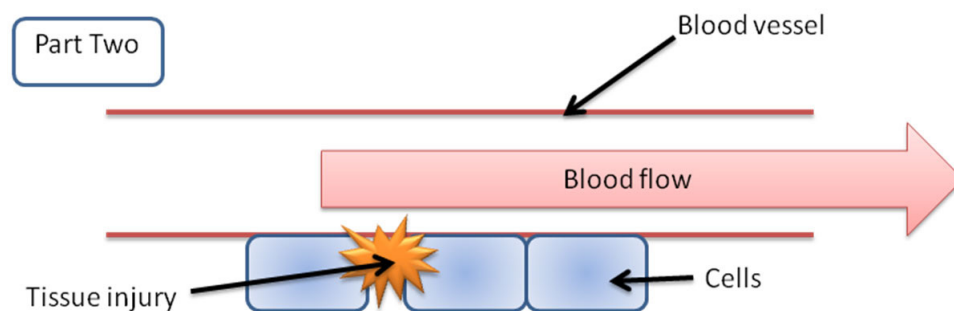 Part Two
Blood vessel
Blood flow
Tissue injury
Cells